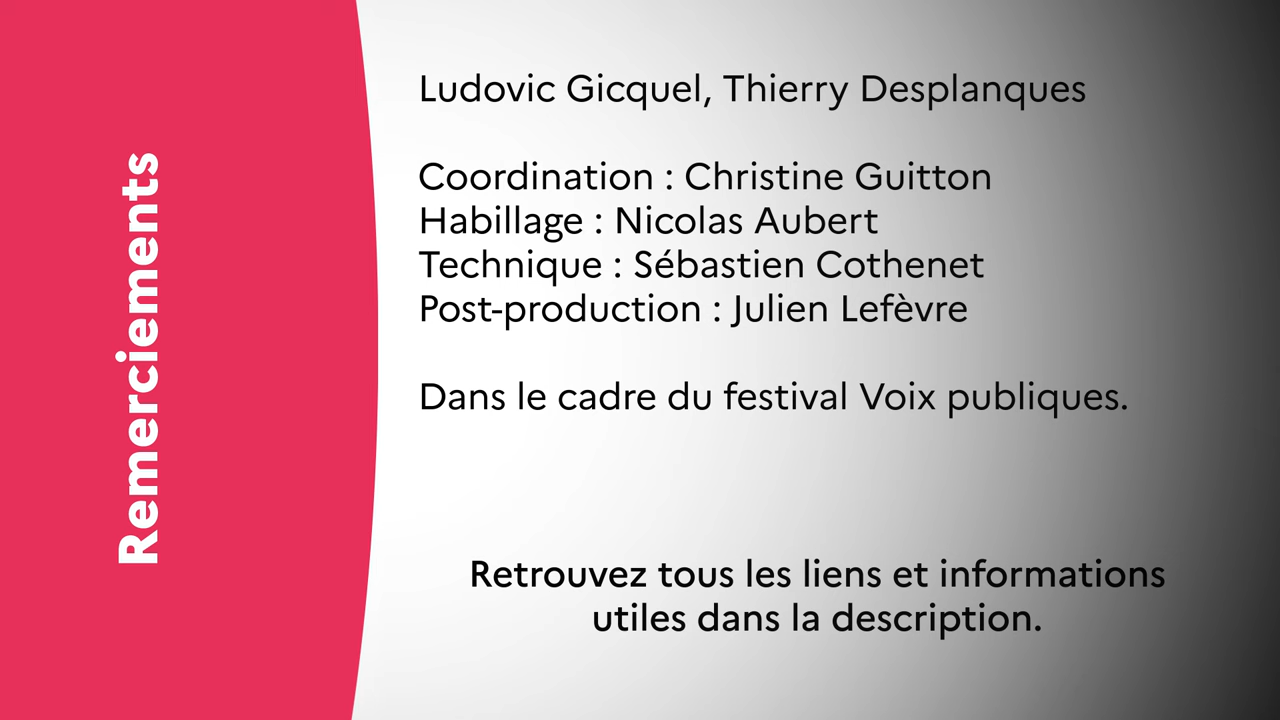 Remerciements
Ludovic Gicquel, Thierry Desplanques
Coordination : Christine Guitton
Habillage : Nicolas Aubert
Technique : Sébastien Cothenet
Post-production : Julien Lefèvre
Dans le cadre du festival Voix publiques.
Retrouvez tous les liens et informations
utiles dans la description.